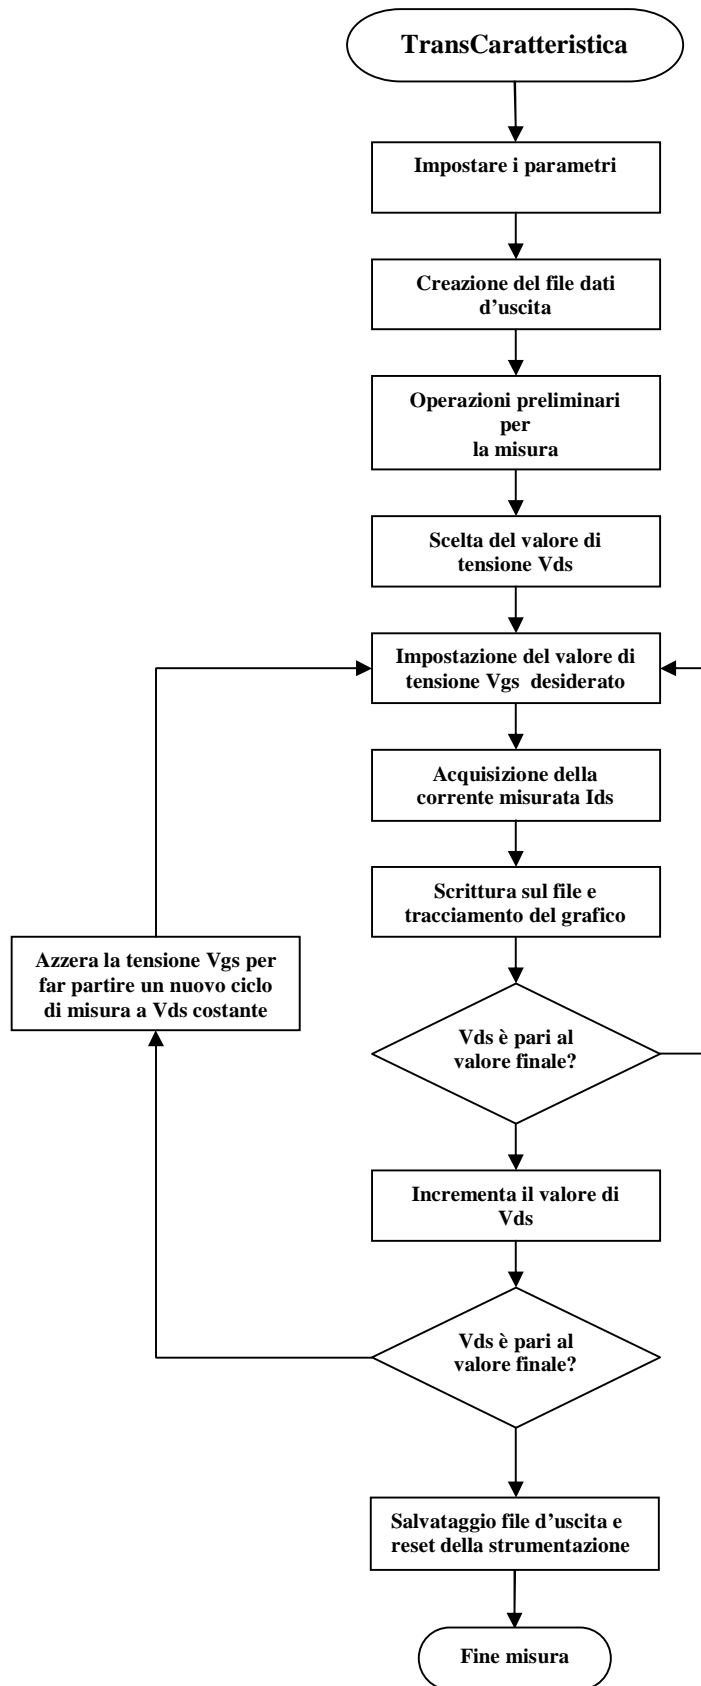 TransCaratteristica
Impostare i parametri
Creazione del file dati
d’uscita
Operazioni preliminari
per
la misura
Scelta del valore di
tensione Vds
Impostazione del valore di
tensione Vgs desiderato
Acquisizione della
corrente misurata Ids
Scrittura sul file e
tracciamento del grafico
Azzera la tensione Vgs per
far partire un nuovo ciclo
di misura a Vds costante
Vds è pari al
valore finale?
Incrementa il valore di
Vds
Vds è pari al
valore finale?
Salvataggio file d’uscita e
reset della strumentazione
Fine misura